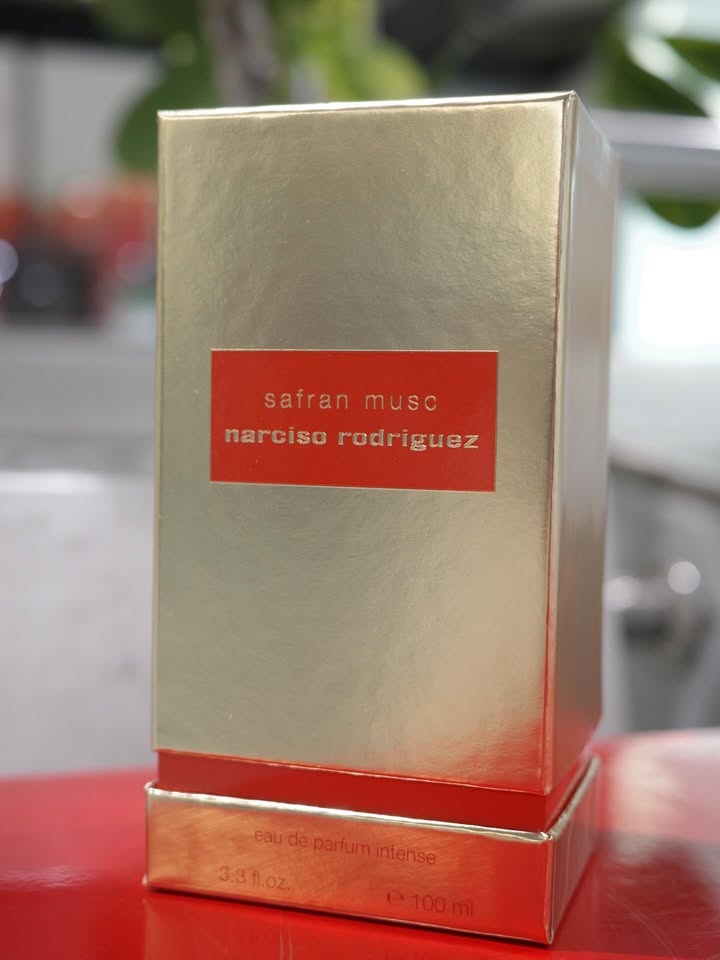 safran musc
narciso rodriguez
eau de parfum intense
3.3 fl.oz. ℮ 100 ml